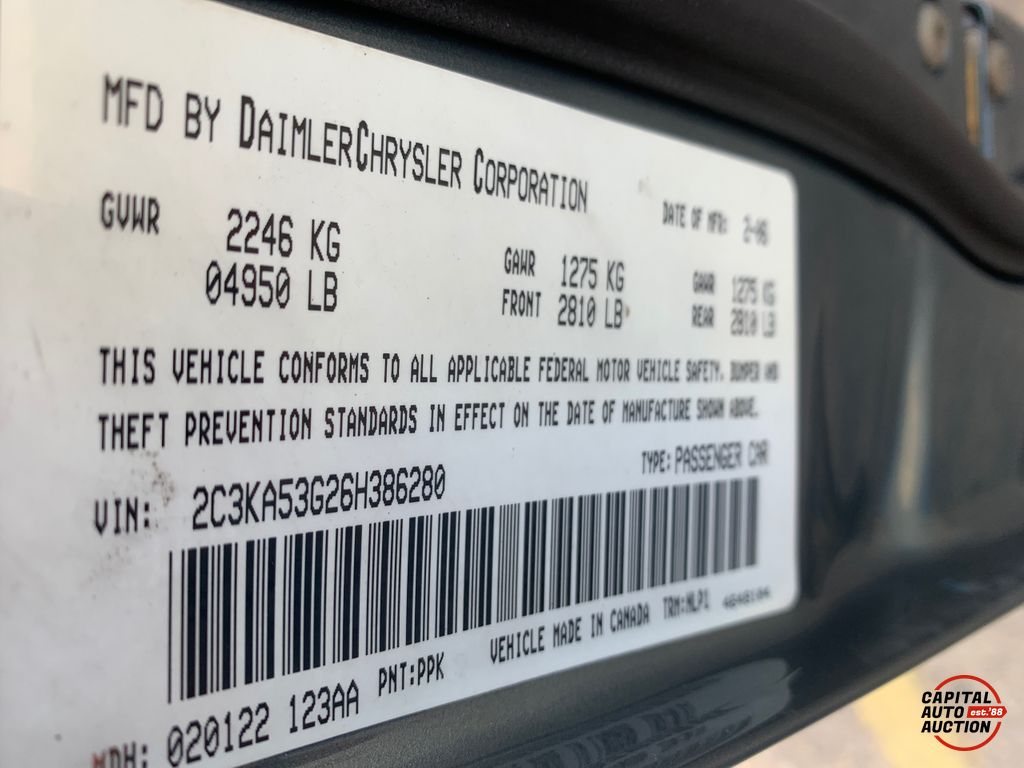 MFD BY DAIMLERCHRYSLER CORPORATION
DATE OF MFR: 2-06
GVWR 2246 KG
04950 LB
GAWR 1275 KG
FRONT 2810 LB
GAWR 1275 KG
REAR 2810 LB
THIS VEHICLE CONFORMS TO ALL APPLICABLE FEDERAL MOTOR VEHICLE SAFETY, BUMPER AND
THEFT PREVENTION STANDARDS IN EFFECT ON THE DATE OF MANUFACTURE SHOWN ABOVE.
VIN: 2C3KA53G26H386280
TYPE: PASSENGER CAR
VEHICLE MADE IN CANADA TRM:NLP1
PNT:PPK
MDH: 020122 123AA
CAPITAL
AUTO est.'88
AUCTION